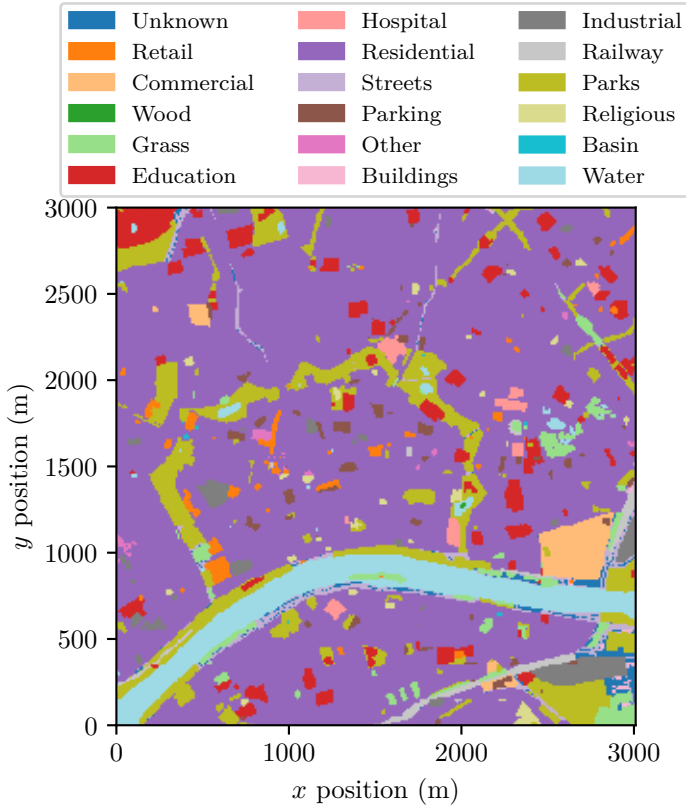 Unknown Hospital Industrial
Retail Residential Railway
Commercial Streets Parks
Wood Parking Religious
Grass Other Basin
Education Buildings Water
3000
2500
2000
1500
1000
500
0
y position (m)
0 1000 2000 3000
x position (m)